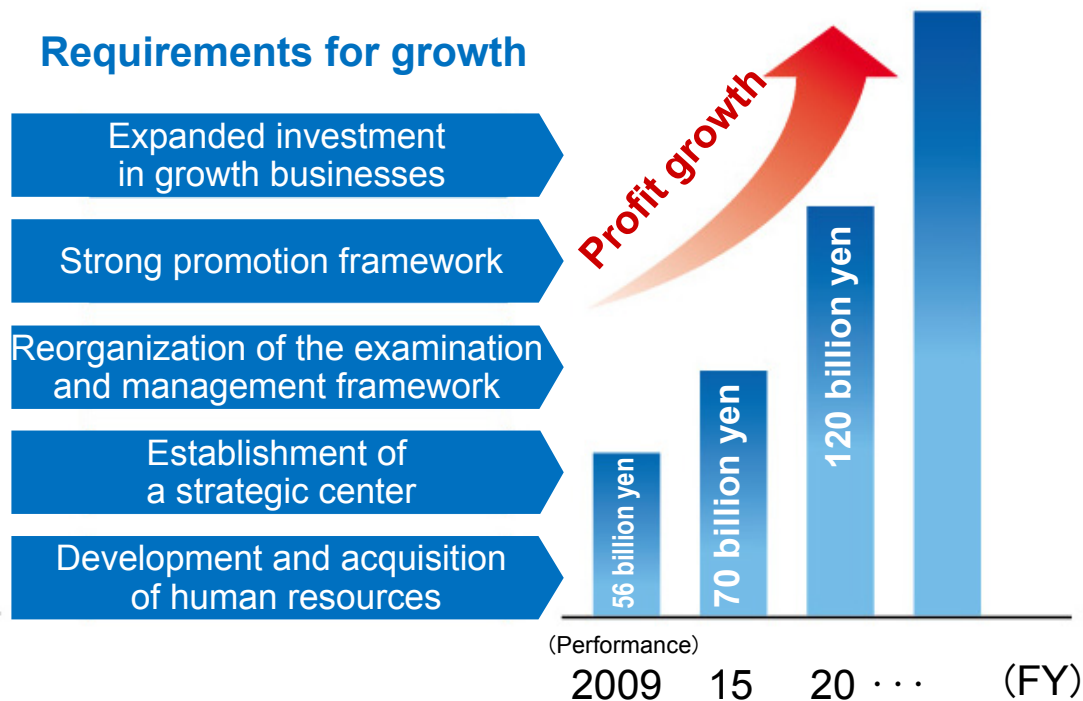 Requirements for growth
Expanded investment
in growth businesses
Strong promotion framework
Reorganization of the examination
and management framework
Establishment of
a strategic center
Development and acquisition
of human resources
Profit growth
56 billion yen
70 billion yen
120 billion yen
(Performance)
2009 15 20 ･･･ (FY)